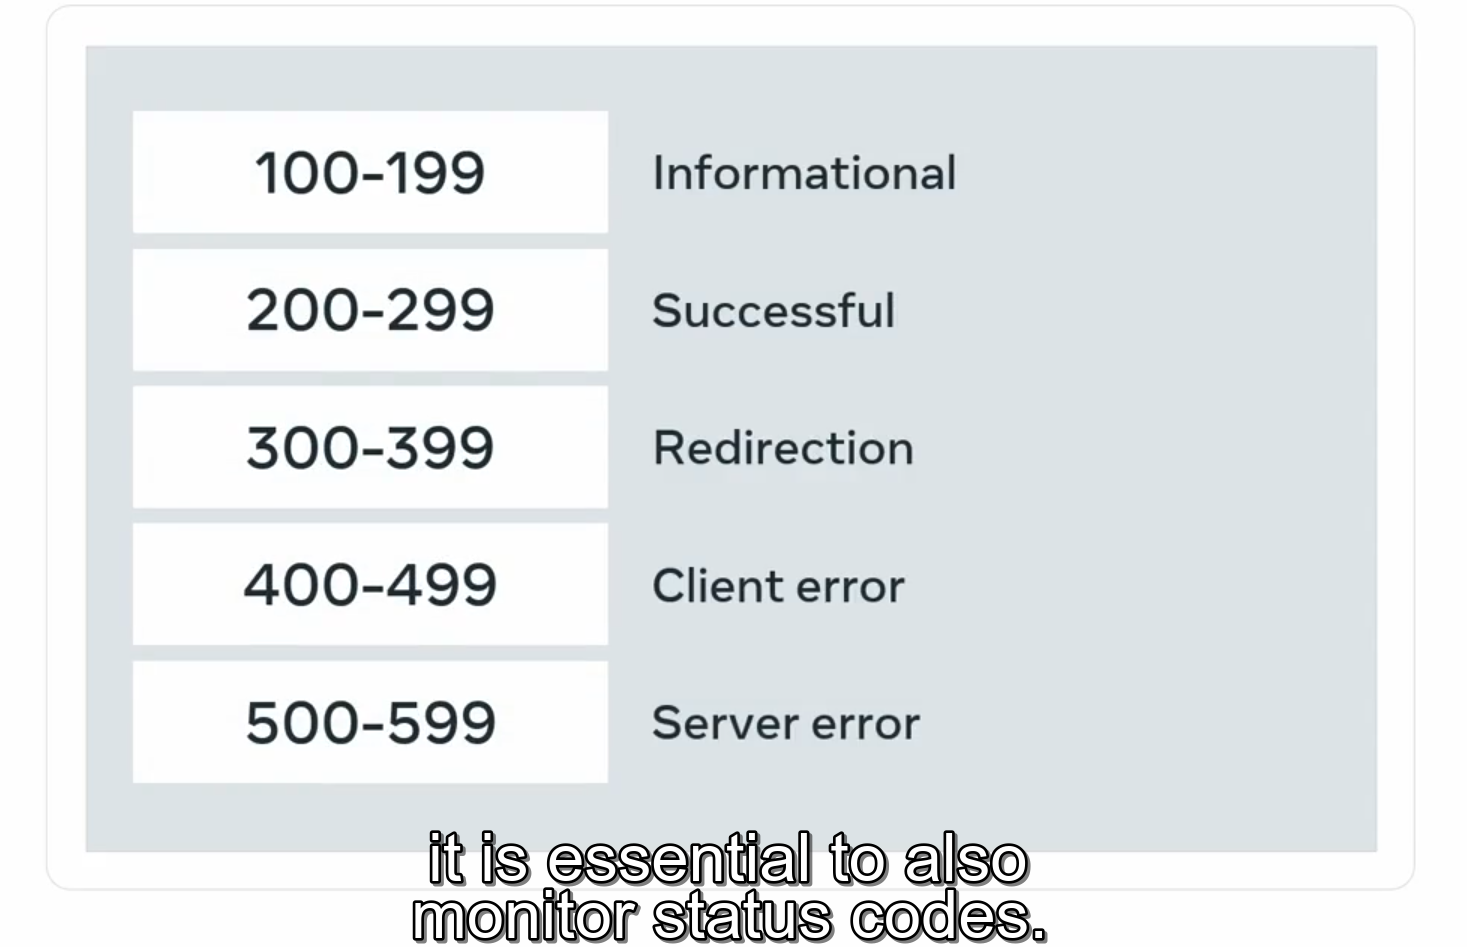 100-199 Informational
200-299 Successful
300-399 Redirection
400-499 Client error
500-599 Server error
it is essential to also
monitor status codes.